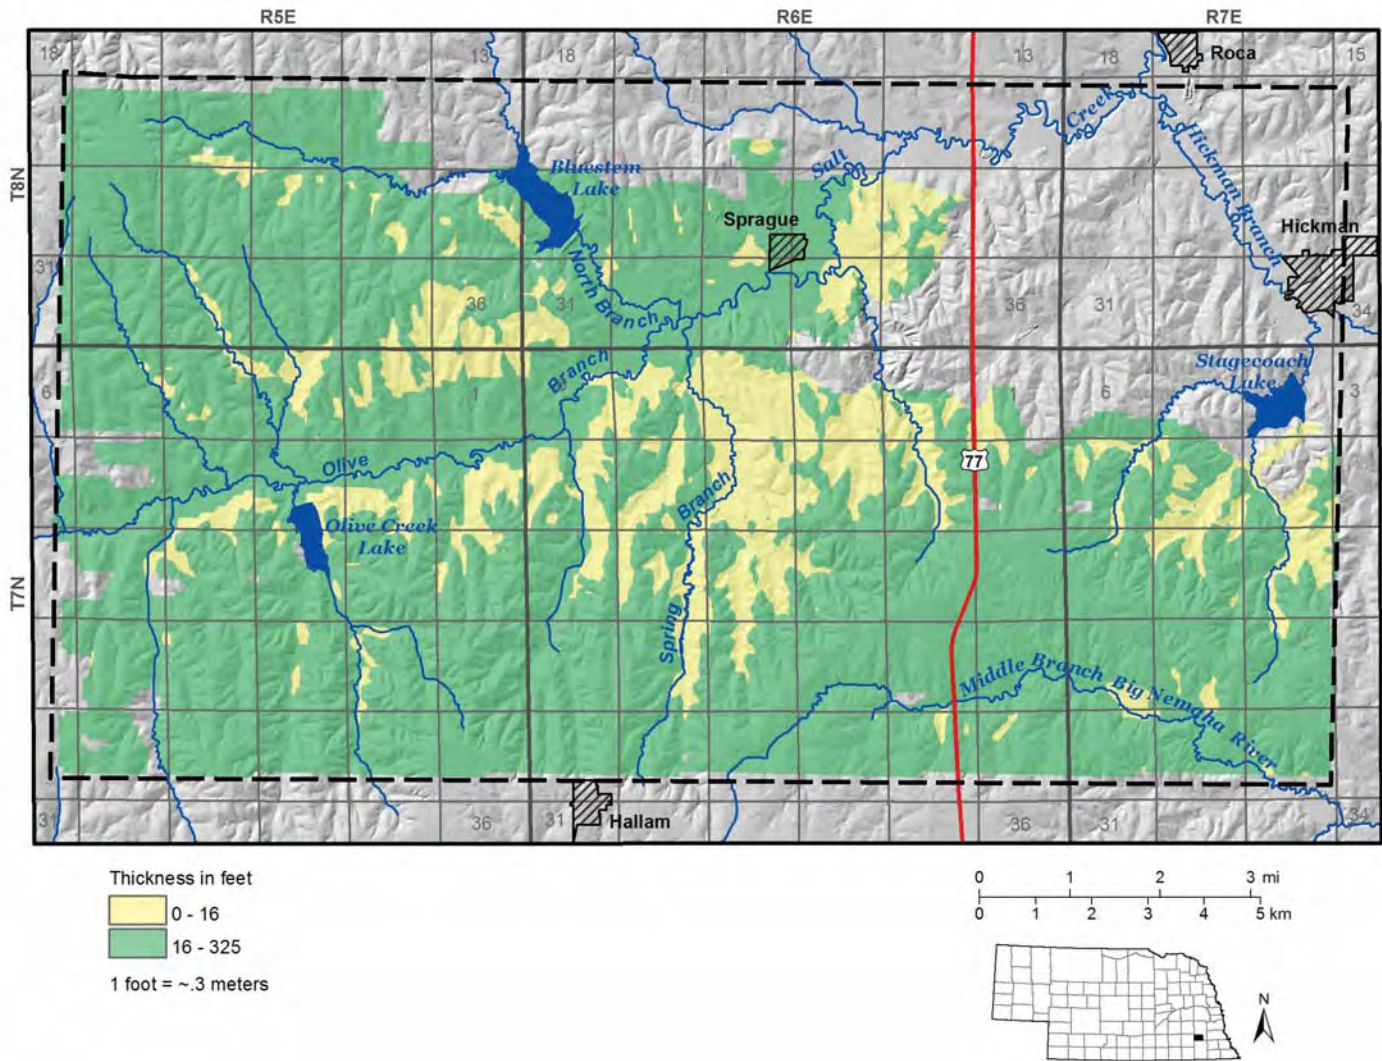 R5E
R6E
R7E
18
13
18
13
18
15
Roca
Creek
Hickman Branch
T8N
Bluestem
Lake
Salt
Sprague
Hickman
31
North Branch
36
31
36
31
34
Stagecoach
Lake
Branch
6
1
1
6
3
Olive
77
Branch
Olive Creek
Lake
T7N
Spring
Middle Branch Big Nemaha River
31
36
31
Hallam
36
31
34
Thickness in feet
0 - 16
16 - 325
1 foot = ~.3 meters
0 1 2 3 mi
0 1 2 3 4 5 km
N